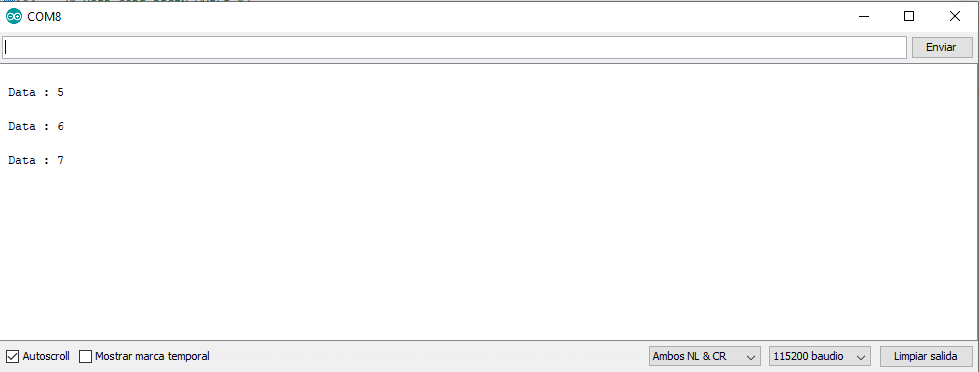 COM8
Enviar
Data : 5
Data : 6
Data : 7
Autoscroll Mostrar marca temporal Ambos NL & CR 115200 baudio Limpiar salida